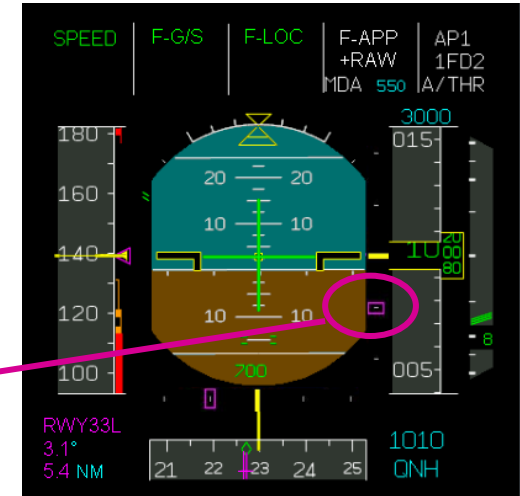 SPEED F-G/S F-LOC F-APP AP1
+RAW 1FD2
MDA 550 A/THR
3000
180 015
20 20
160
10 10
20
140 10 00
80
120
10 10
8
100 700 005
RWY33L
3.1°
5.4 NM
1010
QNH
21 22 23 24 25